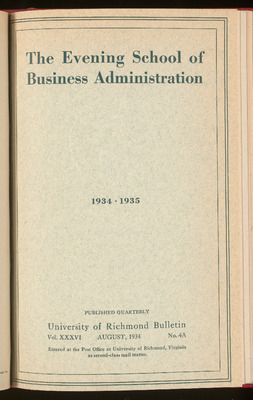 The Evening School of
Business Administration
1934 - 1935
PUBLISHED QUARTERLY
University of Richmond Bulletin
Vol. XXXVI AUGUST, 1934 No. 4A
Entered at the Post Office at University of Richmond, Virginia
as second-class mail matter.